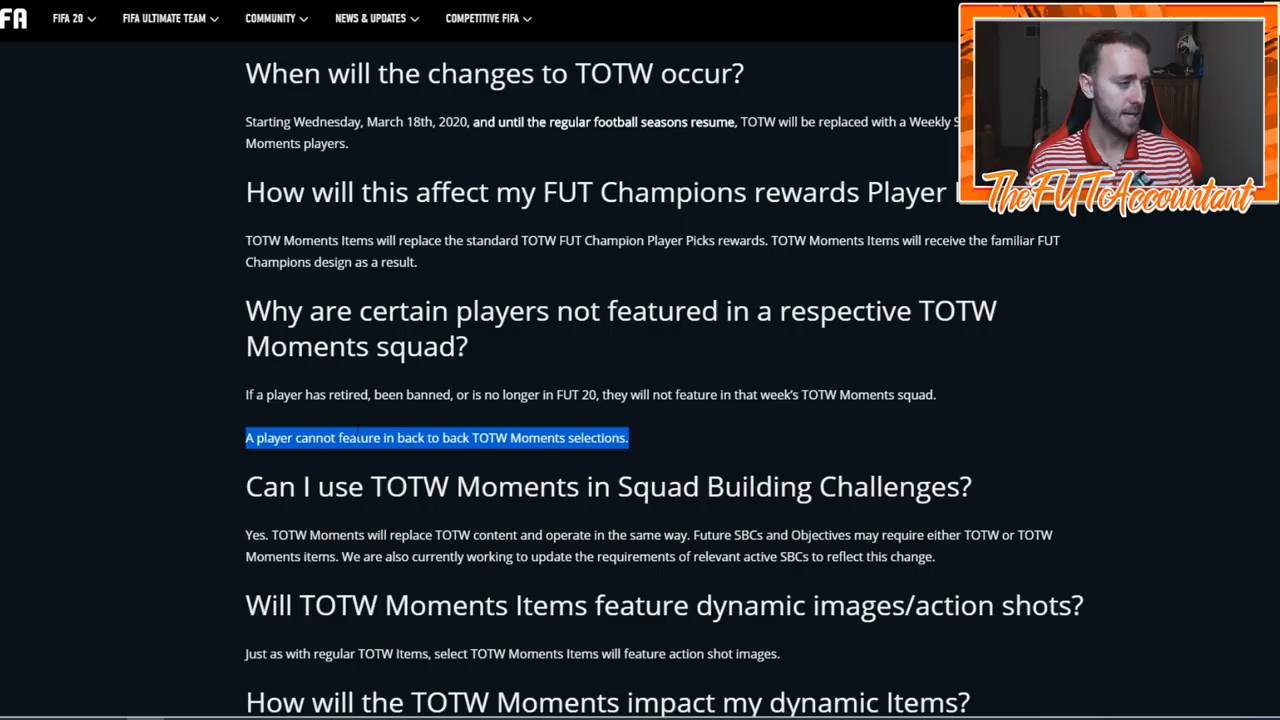 FA
FIFA 20
FIFA ULTIMATE TEAM
COMMUNITY
NEWS & UPDATES
COMPETITIVE FIFA
When will the changes to TOTW occur?
Starting Wednesday, March 18th, 2020, and until the regular football seasons resume, TOTW will be replaced with a Weekly
Moments players.
How will this affect my FUT Champions rewards Player
TheFUTAccountant
TOTW Moments Items will replace the standard TOTW FUT Champion Player Picks rewards. TOTW Moments Items will receive the familiar FUT
Champions design as a result.
Why are certain players not featured in a respective TOTW
Moments squad?
If a player has retired, been banned, or is no longer in FUT 20, they will not feature in that week's TOTW Moments squad.
A player cannot feature in back to back TOTW Moments selections.
Can I use TOTW Moments in Squad Building Challenges?
Yes. TOTW Moments will replace TOTW content and operate in the same way. Future SBCs and Objectives may require either TOTW or TOTW
Moments items. We are also currently working to update the requirements of relevant active SBCs to reflect this change.
Will TOTW Moments Items feature dynamic images/action shots?
Just as with regular TOTW Items, select TOTW Moments Items will feature action shot images.
How will the TOTW Moments impact my dynamic Items?